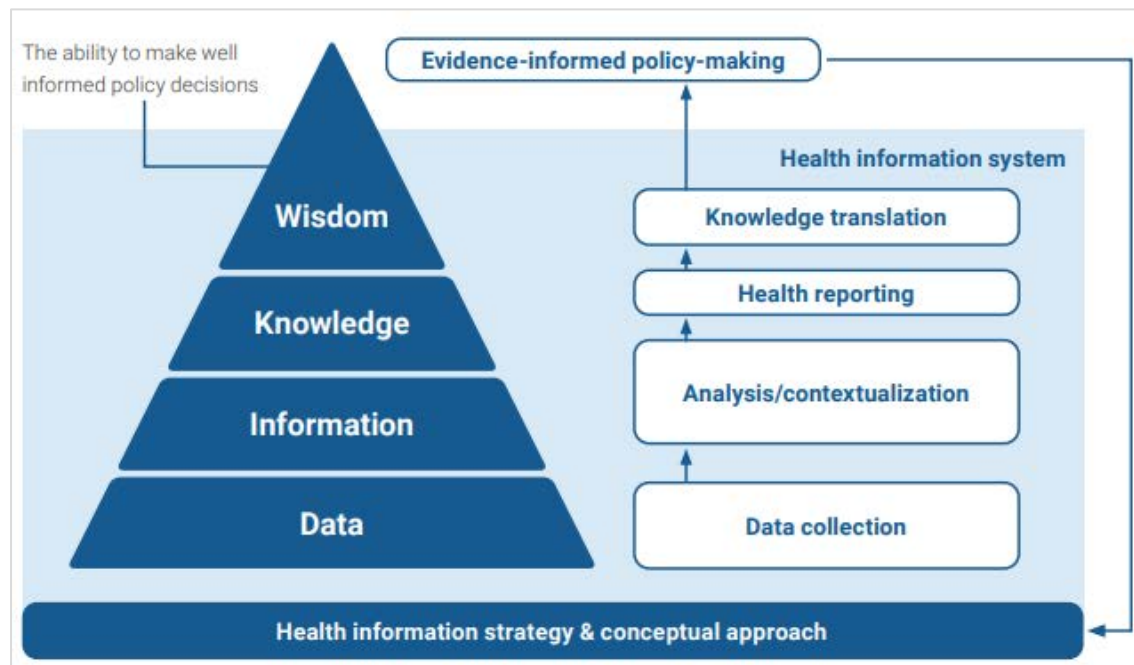 The ability to make well
informed policy decisions
Evidence-informed policy-making
Health information system
Wisdom
Knowledge translation
Knowledge
Health reporting
Information
Analysis/contextualization
Data
Data collection
Health information strategy & conceptual approach